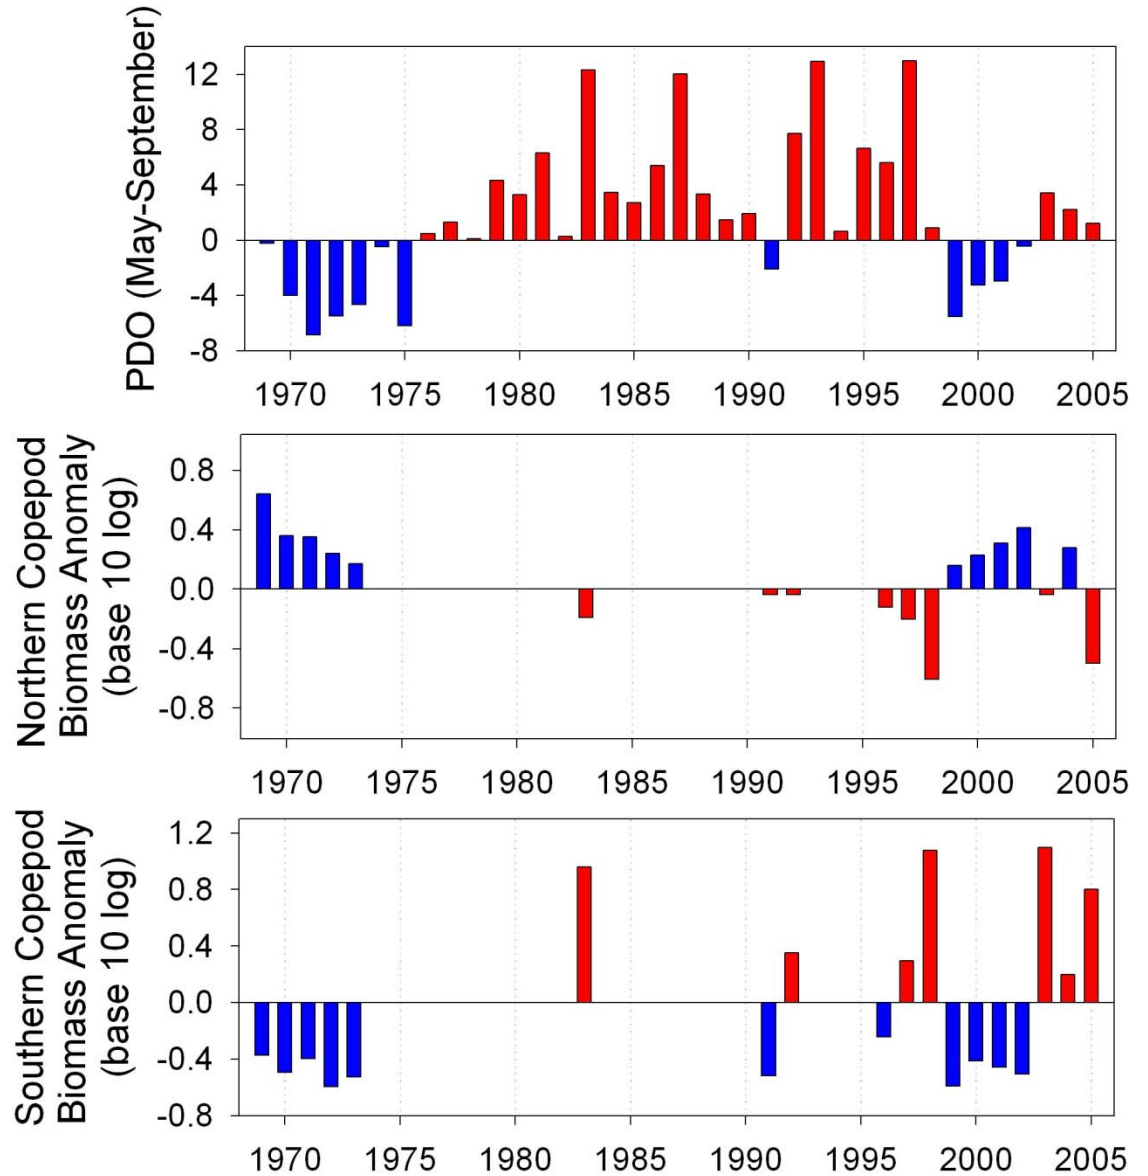 PDO (May-September)
12
8
4
0
-4
-8
1970 1975 1980 1985 1990 1995 2000 2005
Northern Copepod
Biomass Anomaly
(base 10 log)
0.8
0.4
0.0
-0.4
-0.8
1970 1975 1980 1985 1990 1995 2000 2005
Southern Copepod
Biomass Anomaly
(base 10 log)
1.2
0.8
0.4
0.0
-0.4
-0.8
1970 1975 1980 1985 1990 1995 2000 2005